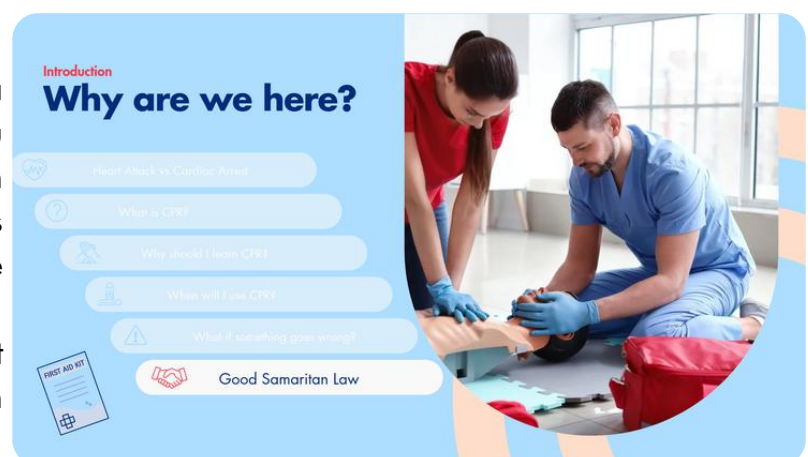 Introduction
Why are we here?
Heart Attack vs Cardiac Arrest
What is CPR?
Why should I learn CPR?
When will I use CPR?
What if something goes wrong?
Good Samaritan Law
FIRST AID KIT